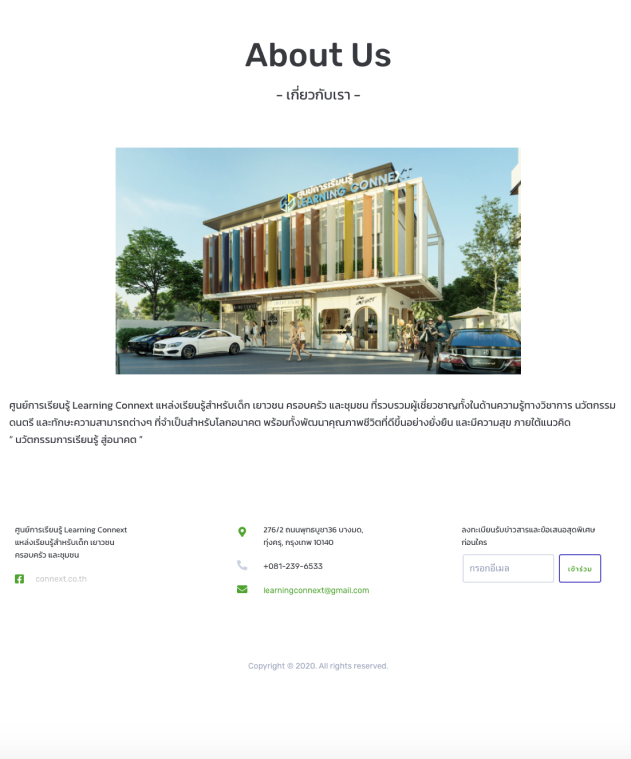 About Us
– เกี่ยวกับเรา –
ศูนย์การเรียนรู้
LEARNING CONNEXT
ศูนย์การเรียนรู้ Learning Connext แหล่งเรียนรู้สำหรับเด็ก เยาวชน ครอบครัว และชุมชน ที่รวบรวมผู้เชี่ยวชาญทั้งในด้านความรู้ทางวิชาการ นวัตกรรม
ดนตรี และทักษะความสามารถต่างๆ ที่จำเป็นสำหรับโลกอนาคต พร้อมทั้งพัฒนาคุณภาพชีวิตที่ดีขึ้นอย่างยั่งยืน และมีความสุข ภายใต้แนวคิด
“ นวัตกรรมการเรียนรู้ สู่อนาคต ”
ศูนย์การเรียนรู้ Learning Connext
แหล่งเรียนรู้สำหรับเด็ก เยาวชน
ครอบครัว และชุมชน
connext.co.th
276/2 ถนนพุทธบูชา36 บางมด,
ทุ่งครุ, กรุงเทพ 10140
+081-239-6533
learningconnext@gmail.com
ลงทะเบียนรับข่าวสารและข้อเสนอสุดพิเศษ
ก่อนใคร
กรอกอีเมล
เข้าร่วม
Copyright © 2020. All rights reserved.